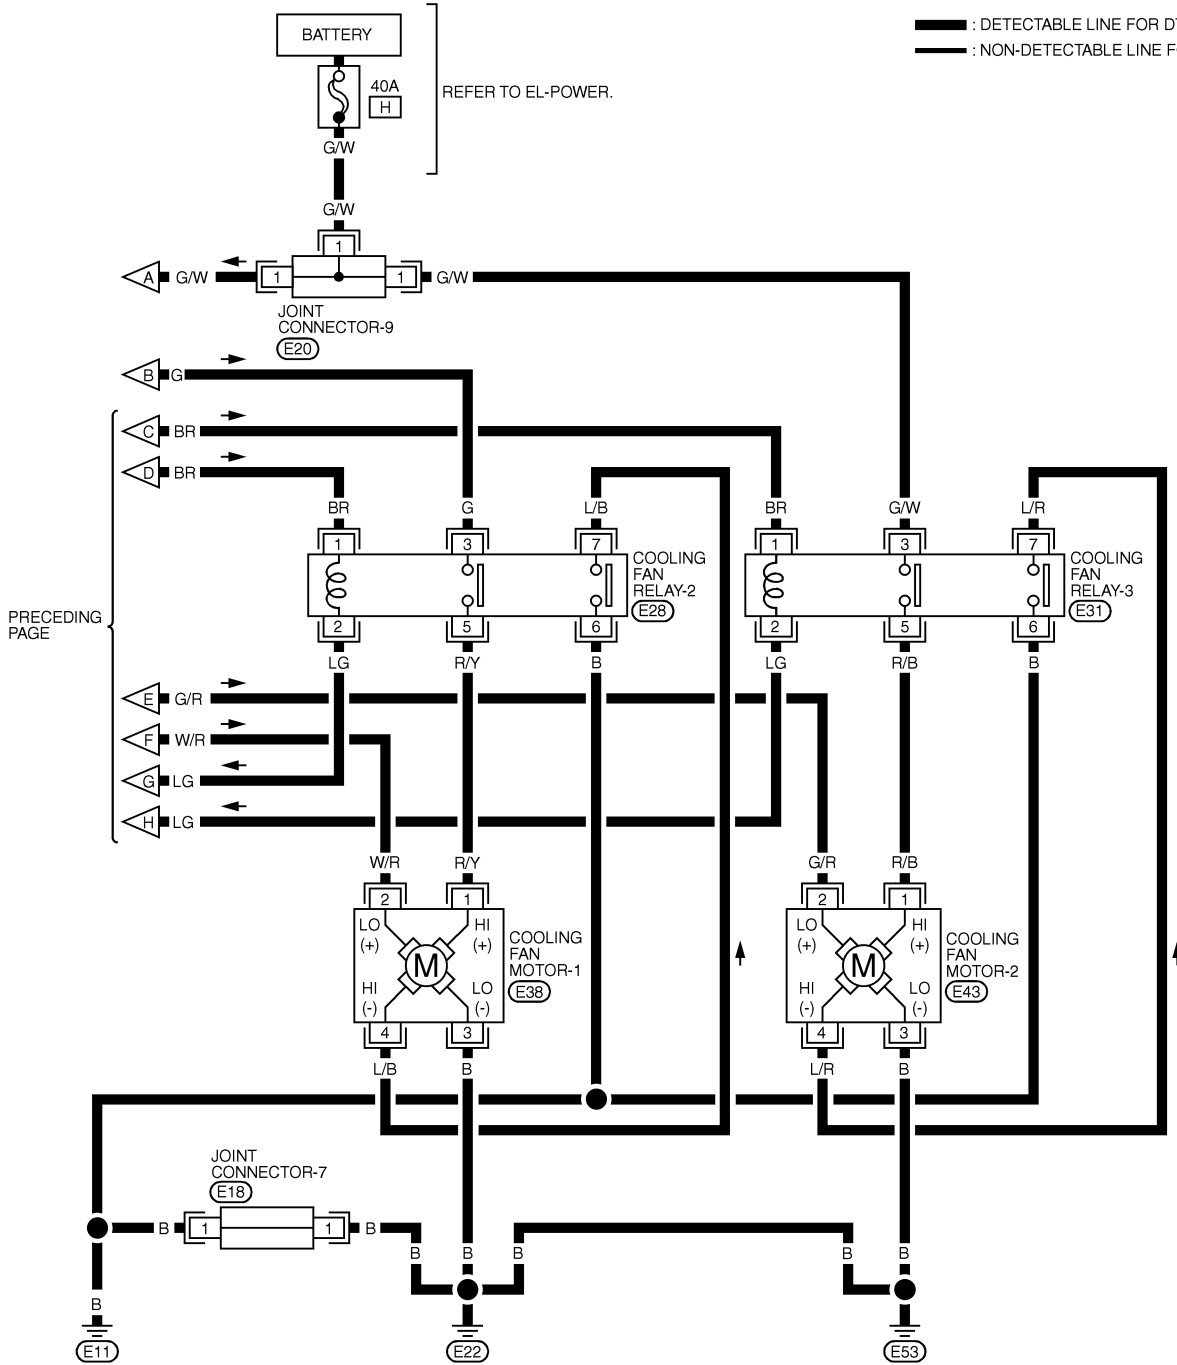 BATTERY
: DETECTABLE LINE FOR
: NON-DETECTABLE LINE
40A
H
REFER TO EL-POWER.
G/W
G/W
1
A G/W 1 1 G/W
JOINT
CONNECTOR-9
E20
B G
C BR
D BR
BR G L/B BR G/W L/R
1 3 7 1 3 7
COOLING
FAN
RELAY-2
E28
COOLING
FAN
RELAY-3
E31
2 5 6 2 5 6
LG R/Y B LG R/B B
PRECEDING
PAGE
E G/R
F W/R
G LG
H LG
W/R R/Y G/R R/B
2 1 2 1
LO HI LO HI
(+) (+) (+) (+)
M M
HI LO HI LO
(-) (-) (-) (-)
COOLING
FAN
MOTOR-1
E38
COOLING
FAN
MOTOR-2
E43
4 3 4 3
L/B B L/R B
JOINT
CONNECTOR-7
E18
B 1 1 B
B B B B B
B
E11 E22 E53